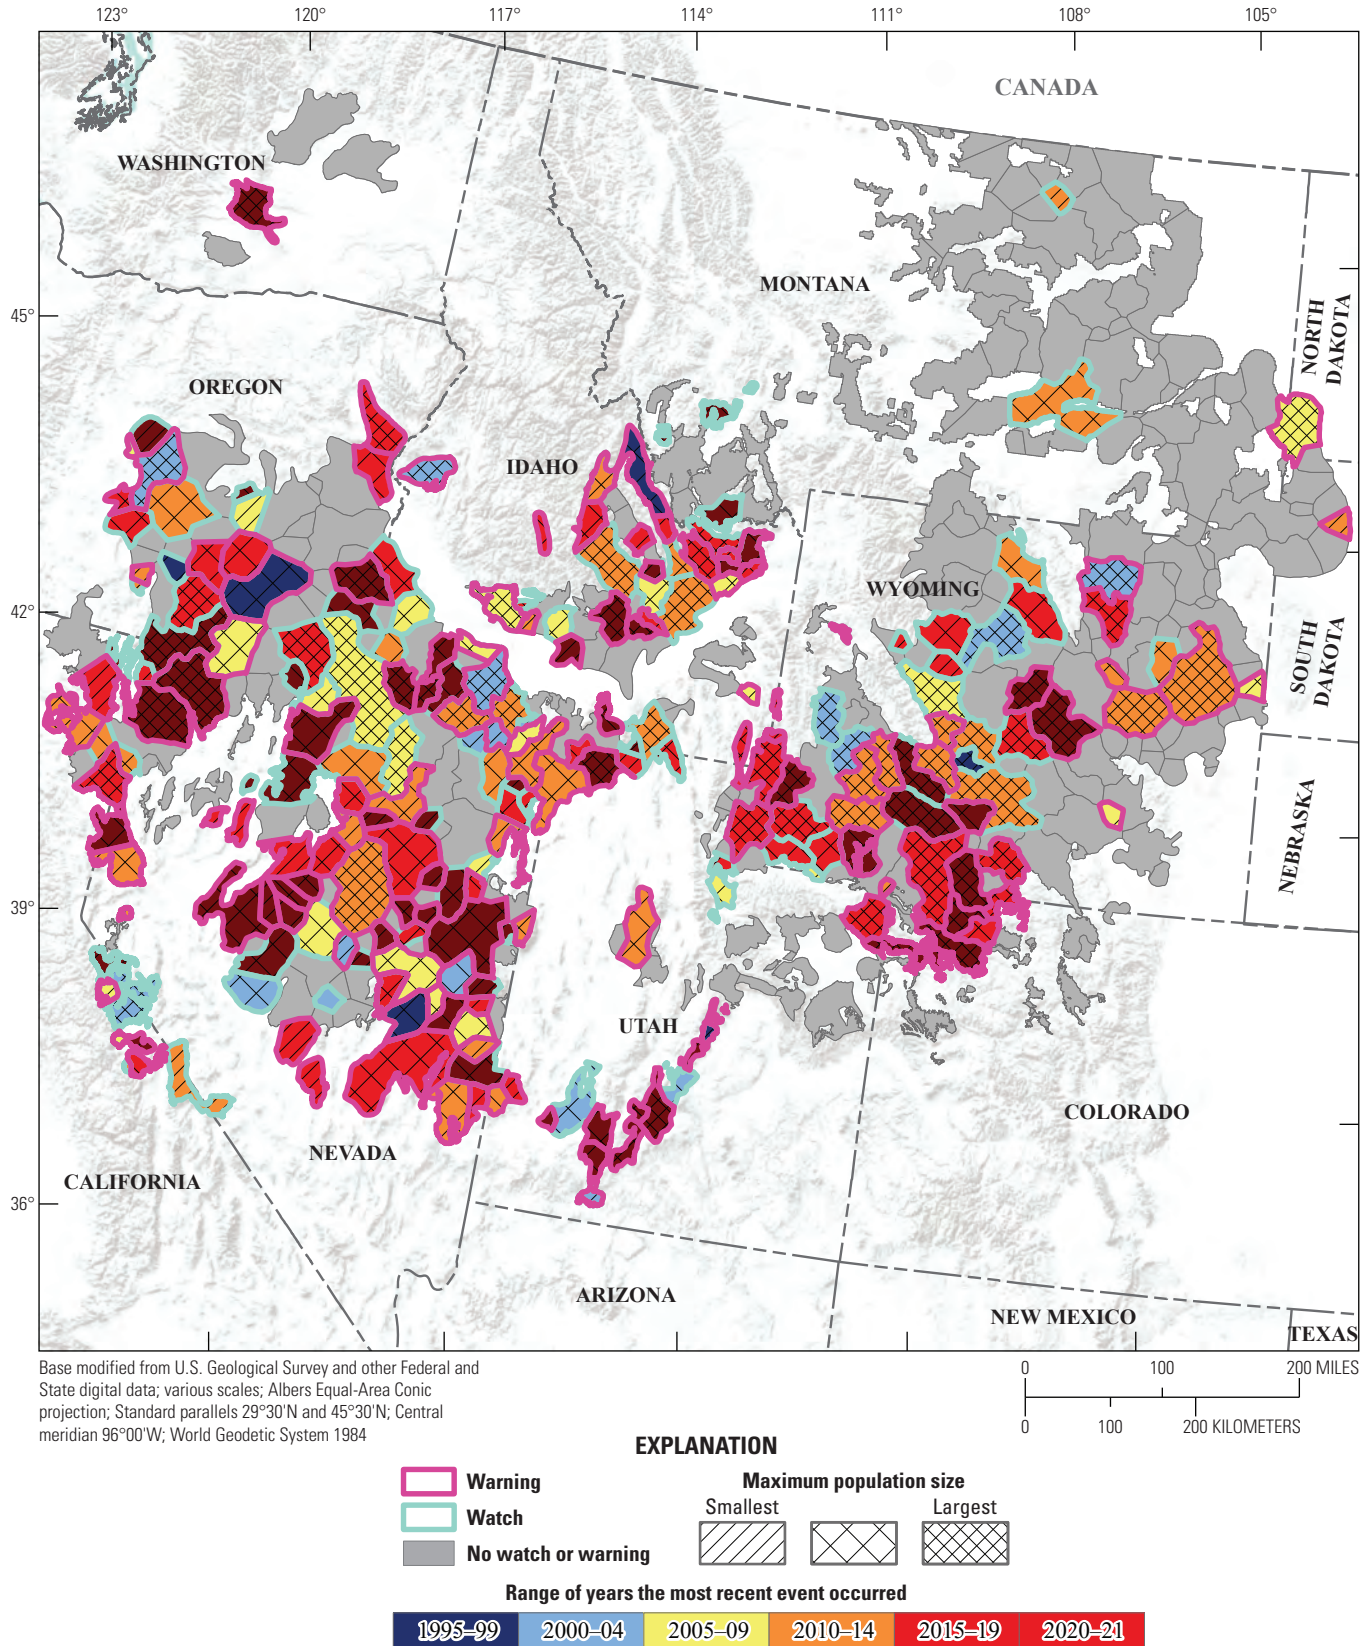 123° 120° 117° 114° 111° 108° 105°
CANADA
WASHINGTON
MONTANA
45°
NORTH
DAKOTA
OREGON
IDAHO
WYOMING
42°
SOUTH
DAKOTA
NEBRASKA
39°
UTAH
COLORADO
NEVADA
CALIFORNIA
36°
ARIZONA
NEW MEXICO
TEXAS
Base modified from U.S. Geological Survey and other Federal and
State digital data; various scales; Albers Equal-Area Conic
projection; Standard parallels 29°30'N and 45°30'N; Central
meridian 96°00'W; World Geodetic System 1984
0 100 200 MILES
0 100 200 KILOMETERS
EXPLANATION
Warning
Watch
No watch or warning
Maximum population size
Smallest Largest
Range of years the most recent event occurred
1995–99 2000–04 2005–09 2010–14 2015–19 2020–21